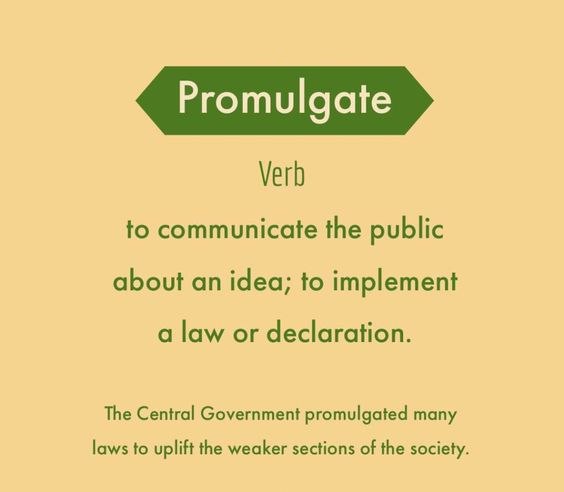 Promulgate
Verb
to communicate the public
about an idea; to implement
a law or declaration.
The Central Government promulgated many
laws to uplift the weaker sections of the society.